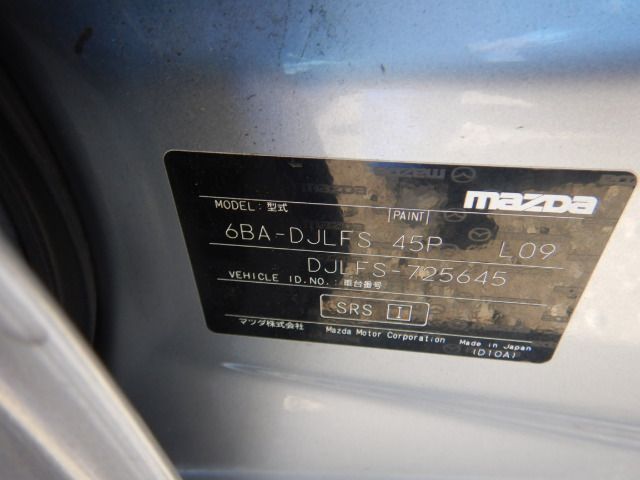 mazda
MODEL:型式
PAINT
6BA-DJLFS 45P L09
DJLFS-725645
VEHICLE ID.NO.:車台番号
SRS I
マツダ株式会社 Mazda Motor Corporation Made in Japan
(D10A)